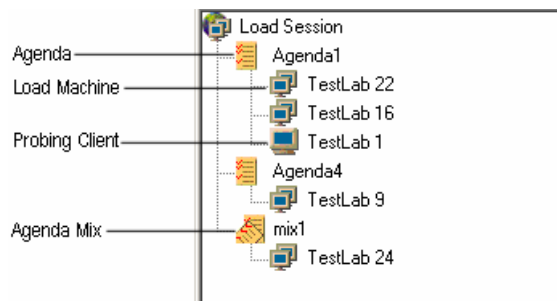 Load Session
Agenda
Agenda1
Load Machine
TestLab 22
TestLab 16
Probing Client
TestLab 1
Agenda4
TestLab 9
Agenda Mix
mix1
TestLab 24